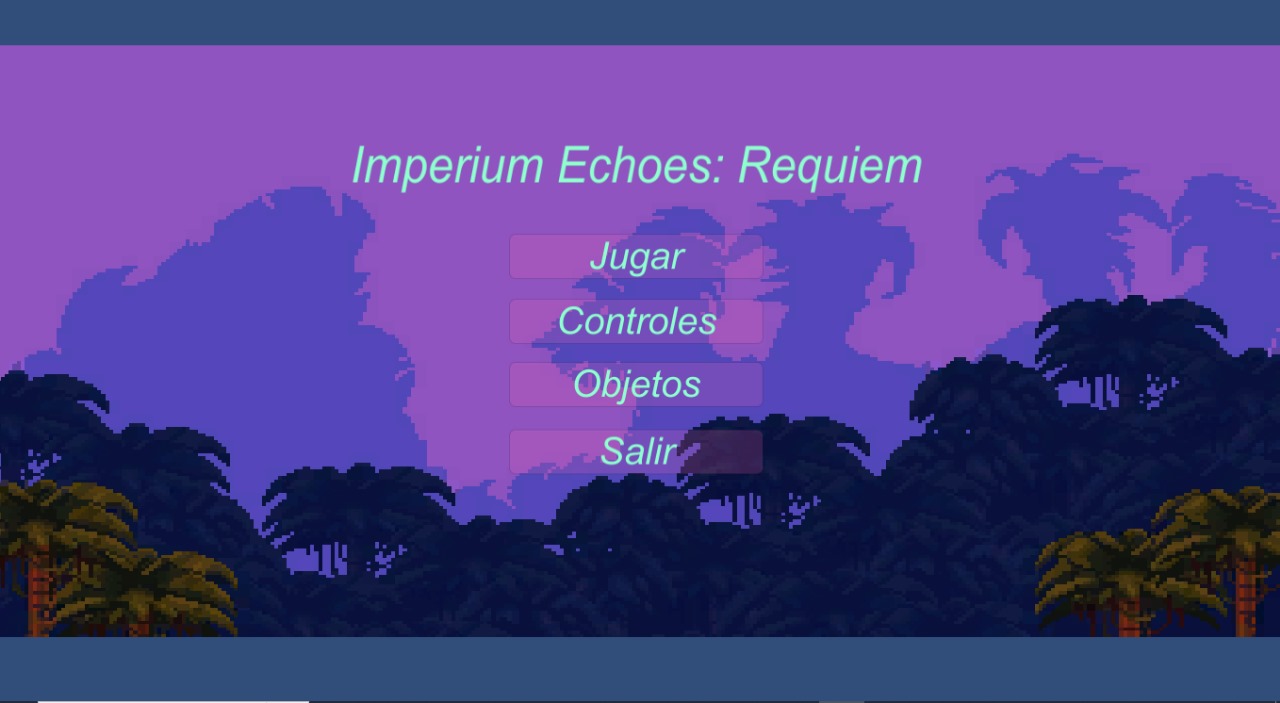 Imperium Echoes: Requiem
Jugar
Controles
Objetos
Salir